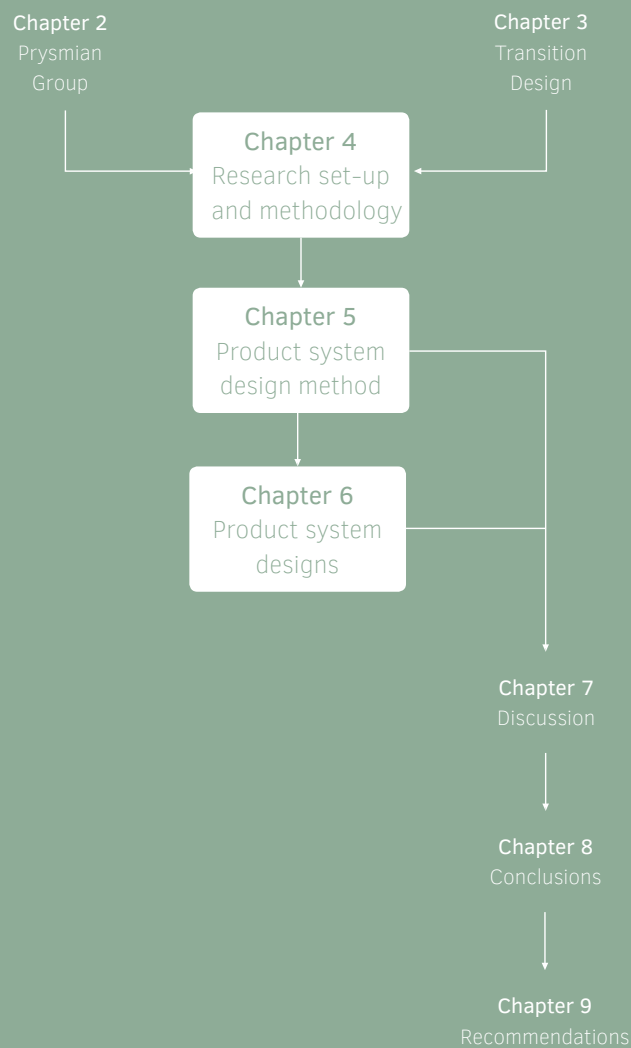 Chapter 2
Prysmian
Group
Chapter 3
Transition
Design
Chapter 4
Research set-up
and methodology
Chapter 5
Product system
design method
Chapter 6
Product system
designs
Chapter 7
Discussion
Chapter 8
Conclusions
Chapter 9
Recommendations